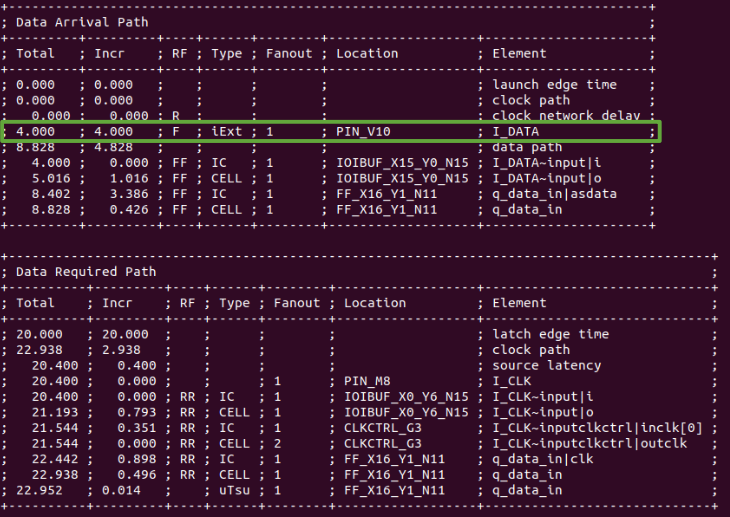 +----------------------------------------------------------------------------------+
; Data Arrival Path                                                                ;
+---------+---------+----+------+--------+-------------------+---------------------+
; Total   ; Incr    ; RF ; Type ; Fanout ; Location          ; Element             ;
+---------+---------+----+------+--------+-------------------+---------------------+
; 0.000   ; 0.000   ;    ;      ;        ;                   ; launch edge time    ;
; 0.000   ; 0.000   ;    ;      ;        ;                   ; clock path          ;
;   0.000 ;   0.000 ; R  ;      ;        ;                   ; clock network delay ;
; 4.000   ; 4.000   ; F  ; iExt ; 1      ; PIN_V10           ; I_DATA              ;
; 8.828   ; 4.828   ;    ;      ;        ;                   ; data path           ;
;   4.000 ;   0.000 ; FF ; IC   ; 1      ; IOIBUF_X15_Y0_N15 ; I_DATA~input|i      ;
;   5.016 ;   1.016 ; FF ; CELL ; 1      ; IOIBUF_X15_Y0_N15 ; I_DATA~input|o      ;
;   8.402 ;   3.386 ; FF ; IC   ; 1      ; FF_X16_Y1_N11     ; q_data_in|asdata    ;
;   8.828 ;   0.426 ; FF ; CELL ; 1      ; FF_X16_Y1_N11     ; q_data_in           ;
+---------+---------+----+------+--------+-------------------+---------------------+
+------------------------------------------------------------------------------------------+
; Data Required Path                                                                       ;
+----------+---------+----+------+--------+-------------------+----------------------------+
; Total    ; Incr    ; RF ; Type ; Fanout ; Location          ; Element                    ;
+----------+---------+----+------+--------+-------------------+----------------------------+
; 20.000   ; 20.000  ;    ;      ;        ;                   ; latch edge time            ;
; 22.938   ; 2.938   ;    ;      ;        ;                   ; clock path                 ;
;   20.400 ;   0.400 ;    ;      ;        ;                   ; source latency             ;
;   20.400 ;   0.000 ;    ;      ; 1      ; PIN_M8            ; I_CLK                      ;
;   20.400 ;   0.000 ; RR ; IC   ; 1      ; IOIBUF_X0_Y6_N15  ; I_CLK~input|i              ;
;   21.193 ;   0.793 ; RR ; CELL ; 1      ; IOIBUF_X0_Y6_N15  ; I_CLK~input|o              ;
;   21.544 ;   0.351 ; RR ; IC   ; 1      ; CLKCTRL_G3        ; I_CLK~inputclkctrl|inclk[0] ;
;   21.544 ;   0.000 ; RR ; CELL ; 2      ; CLKCTRL_G3        ; I_CLK~inputclkctrl|outclk  ;
;   22.442 ;   0.898 ; RR ; IC   ; 1      ; FF_X16_Y1_N11     ; q_data_in|clk              ;
;   22.938 ;   0.496 ; RR ; CELL ; 1      ; FF_X16_Y1_N11     ; q_data_in                  ;
; 22.952   ; 0.014   ;    ; uTsu ; 1      ; FF_X16_Y1_N11     ; q_data_in                  ;
+----------+---------+----+------+--------+-------------------+----------------------------+